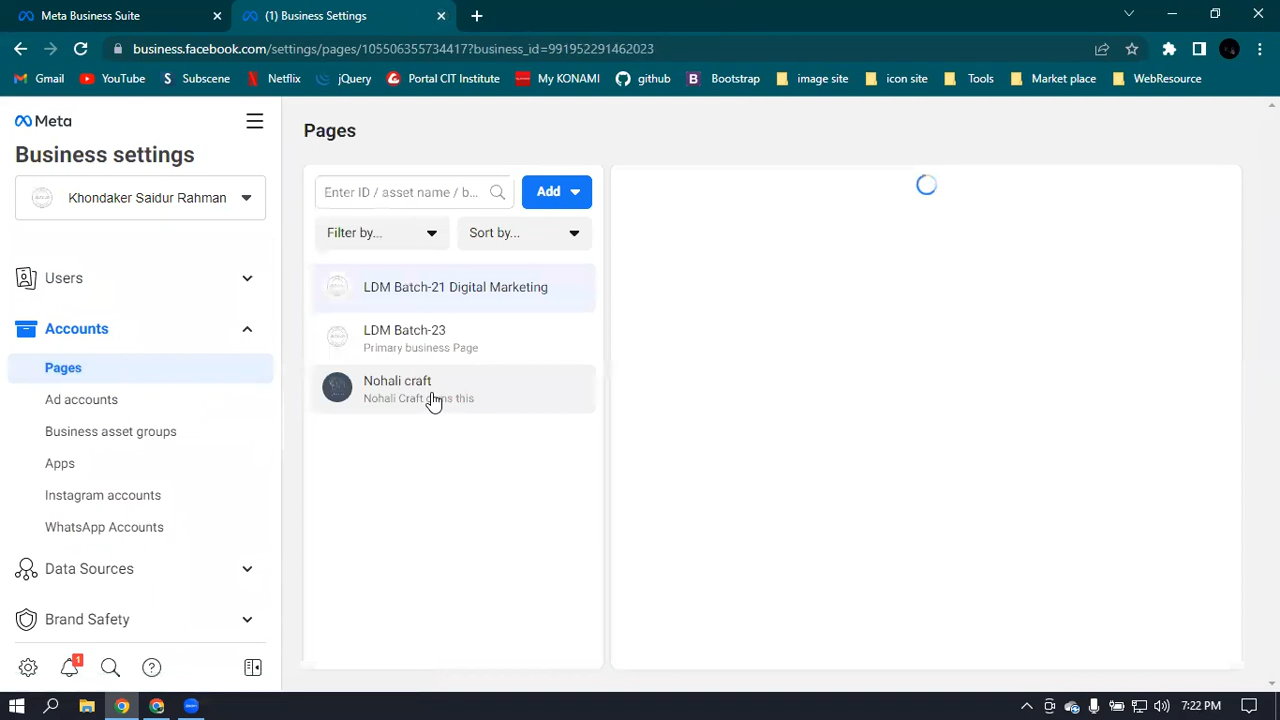 Meta Business Suite
(1) Business Settings
business.facebook.com/settings/pages/105506355734417?business_id=991952291462023
Gmail
YouTube
Subscene
Netflix
jQuery
Portal CIT Institute
My KONAMI
github
Bootstrap
image site
icon site
Tools
Market place
WebResource
Meta
Business settings
Khondaker Saidur Rahman
Users
Accounts
Pages
Ad accounts
Business asset groups
Apps
Instagram accounts
WhatsApp Accounts
Data Sources
Brand Safety
1
Pages
Enter ID / asset name / b...
Add
Filter by...
Sort by...
LDM Batch-21 Digital Marketing
LDM Batch-23
Primary business Page
Nohali craft
Nohali Craft owns this
7:22 PM